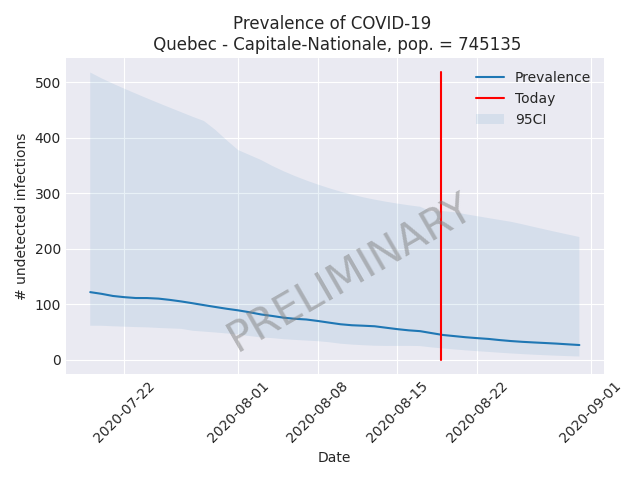 Prevalence of COVID-19
Quebec - Capitale-Nationale, pop. = 745135
Prevalence
Today
95CI
# undetected infections
500
400
300
200
100
0
PRELIMINARY
2020-07-22
2020-08-01
2020-08-08
2020-08-15
2020-08-22
2020-09-01
Date